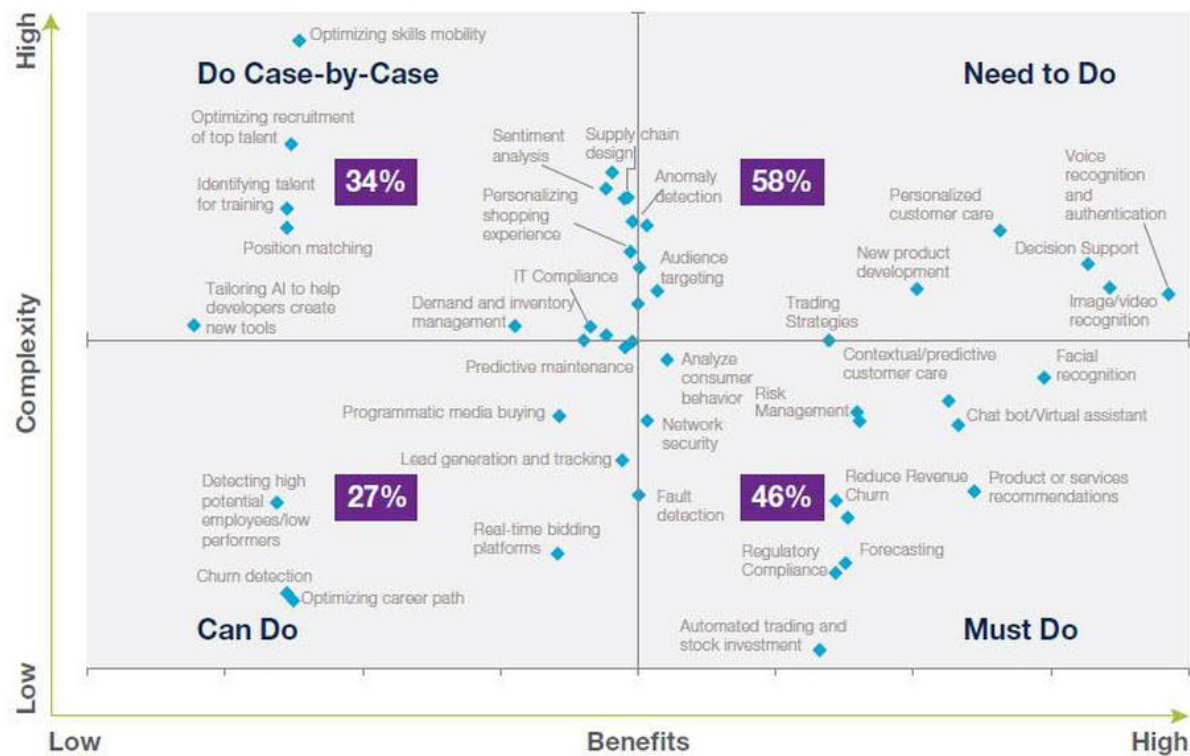 High
Optimizing skills mobility
Do Case-by-Case
Need to Do
Optimizing recruitment
of top talent
Sentiment
analysis
Supply chain
design
Voice
recognition
and
authentication
34%
58%
Identifying talent
for training
Anomaly
detection
Personalizing
shopping
experience
Personalized
customer care
Position matching
New product
development
Decision Support
Audience
targeting
IT Compliance
Tailoring AI to help
developers create
new tools
Demand and inventory
management
Trading
Strategies
Image/video
recognition
Complexity
Predictive maintenance
Analyze
consumer
behavior
Contextual/predictive
customer care
Facial
recognition
Risk
Management
Programmatic media buying
Network
security
Chat bot/Virtual assistant
Lead generation and tracking
Detecting high
potential
employees/low
performers
27%
46%
Fault
detection
Reduce Revenue
Churn
Product or services
recommendations
Real-time bidding
platforms
Regulatory
Compliance
Forecasting
Churn detection
Optimizing career path
Can Do
Must Do
Automated trading and
stock investment
Low
Low
Benefits
High